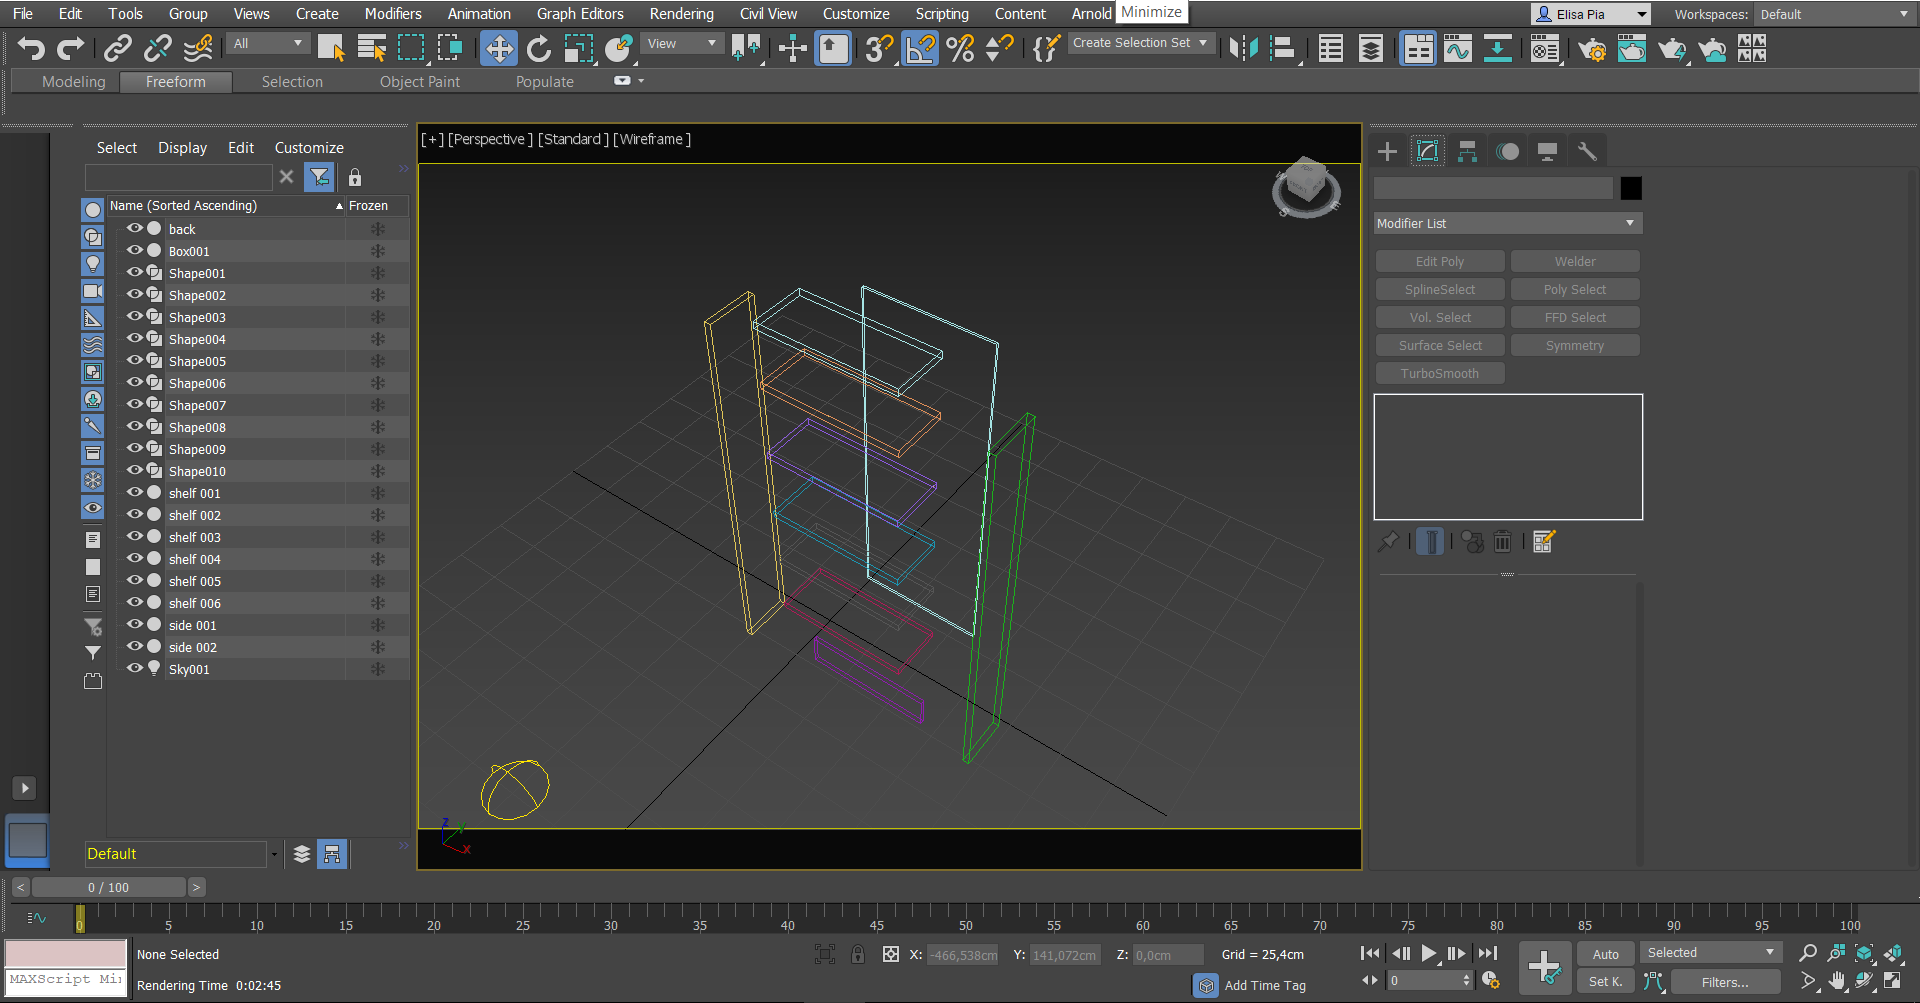 File Edit Tools Group Views Create Modifiers Animation Graph Editors Rendering Civil View Customize Scripting Content Arnold Minimize Elisa Pia Workspaces: Default
All View Create Selection Set
Modeling Freeform Selection Object Paint Populate
[+] [Perspective] [Standard] [Wireframe]
Select Display Edit Customize
Name (Sorted Ascending) Frozen
back
Box001
Shape001
Shape002
Shape003
Shape004
Shape005
Shape006
Shape007
Shape008
Shape009
Shape010
shelf 001
shelf 002
shelf 003
shelf 004
shelf 005
shelf 006
side 001
side 002
Sky001
Default
S E
z y x
Modifier List
Edit Poly Welder
SplineSelect Poly Select
Vol. Select FFD Select
Surface Select Symmetry
TurboSmooth
< 0 / 100 >
0 5 10 15 20 25 30 35 40 45 50 55 60 65 70 75 80 85 90 95 100
None Selected X: -466,538cm Y: 141,072cm Z: 0,0cm Grid = 25,4cm Auto Selected
MAXScript Mi
Rendering Time 0:02:45 Add Time Tag 0 Set K. Filters...